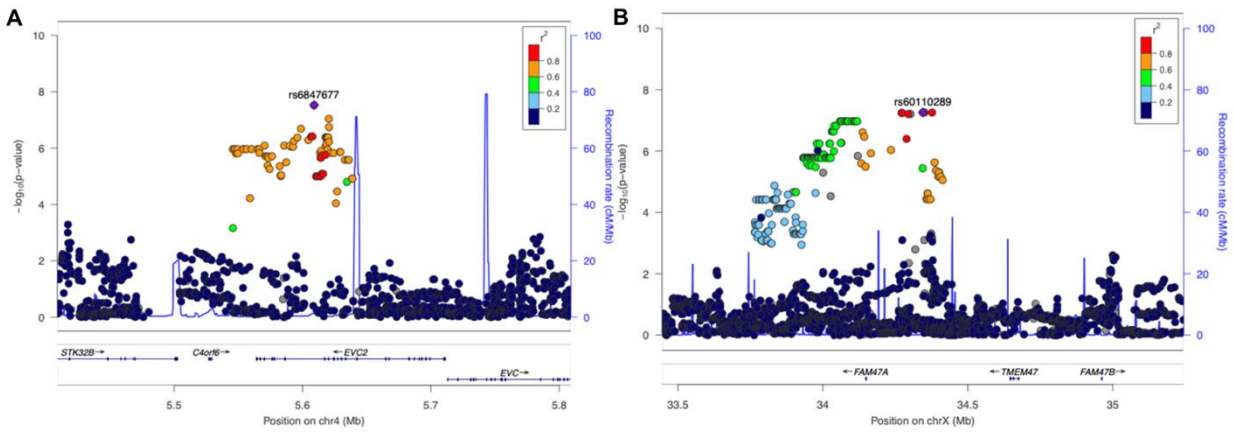 A
10
8
6
4
2
0
−log10(p−value)
100
80
60
40
20
0
Recombination rate (cM/Mb)
r2
0.8
0.6
0.4
0.2
rs6847677
STK32B→
C4orf6→
←EVC2
EVC→
5.5
5.6
5.7
5.8
Position on chr4 (Mb)
B
10
8
6
4
2
0
−log10(p−value)
100
80
60
40
20
0
Recombination rate (cM/Mb)
r2
0.8
0.6
0.4
0.2
rs60110289
←FAM47A
←TMEM47
FAM47B→
33.5
34
34.5
35
Position on chrX (Mb)